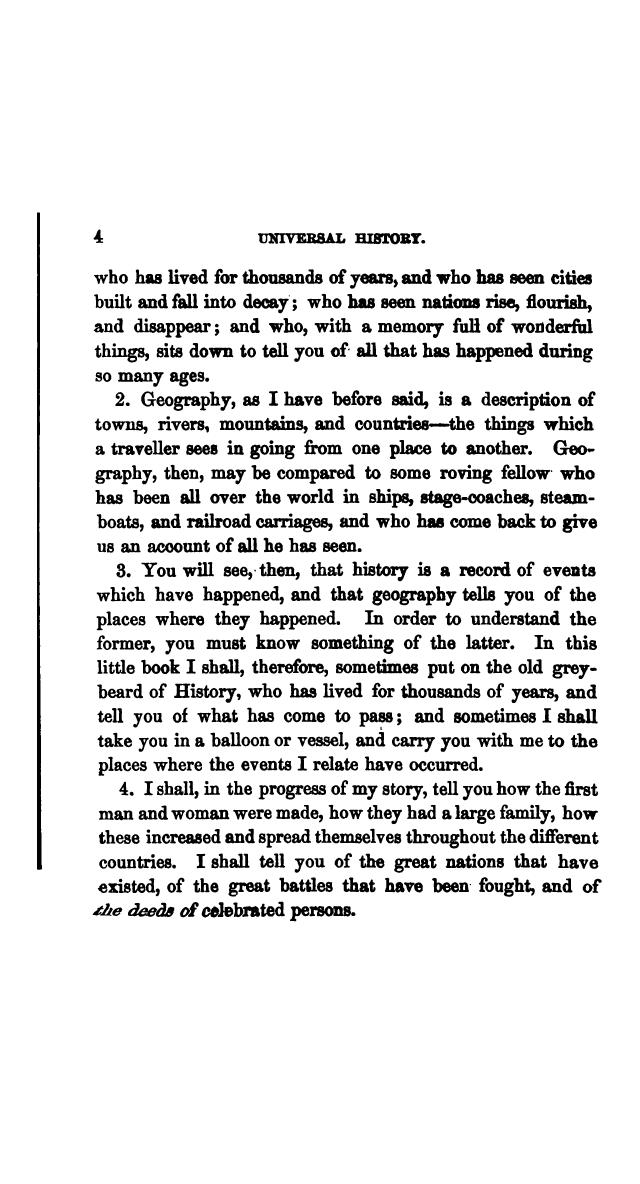 4 UNIVERSAL HISTORY.
who has lived for thousands of years, and who has seen cities
built and fall into decay; who has seen nations rise, flourish,
and disappear; and who, with a memory full of wonderful
things, sits down to tell you of all that has happened during
so many ages.
2. Geography, as I have before said, is a description of
towns, rivers, mountains, and countries—the things which
a traveller sees in going from one place to another. Geo-
graphy, then, may be compared to some roving fellow who
has been all over the world in ships, stage-coaches, steam-
boats, and railroad carriages, and who has come back to give
us an account of all he has seen.
3. You will see, then, that history is a record of events
which have happened, and that geography tells you of the
places where they happened. In order to understand the
former, you must know something of the latter. In this
little book I shall, therefore, sometimes put on the old grey-
beard of History, who has lived for thousands of years, and
tell you of what has come to pass; and sometimes I shall
take you in a balloon or vessel, and carry you with me to the
places where the events I relate have occurred.
4. I shall, in the progress of my story, tell you how the first
man and woman were made, how they had a large family, how
these increased and spread themselves throughout the different
countries. I shall tell you of the great nations that have
existed, of the great battles that have been fought, and of
the deeds of celebrated persons.